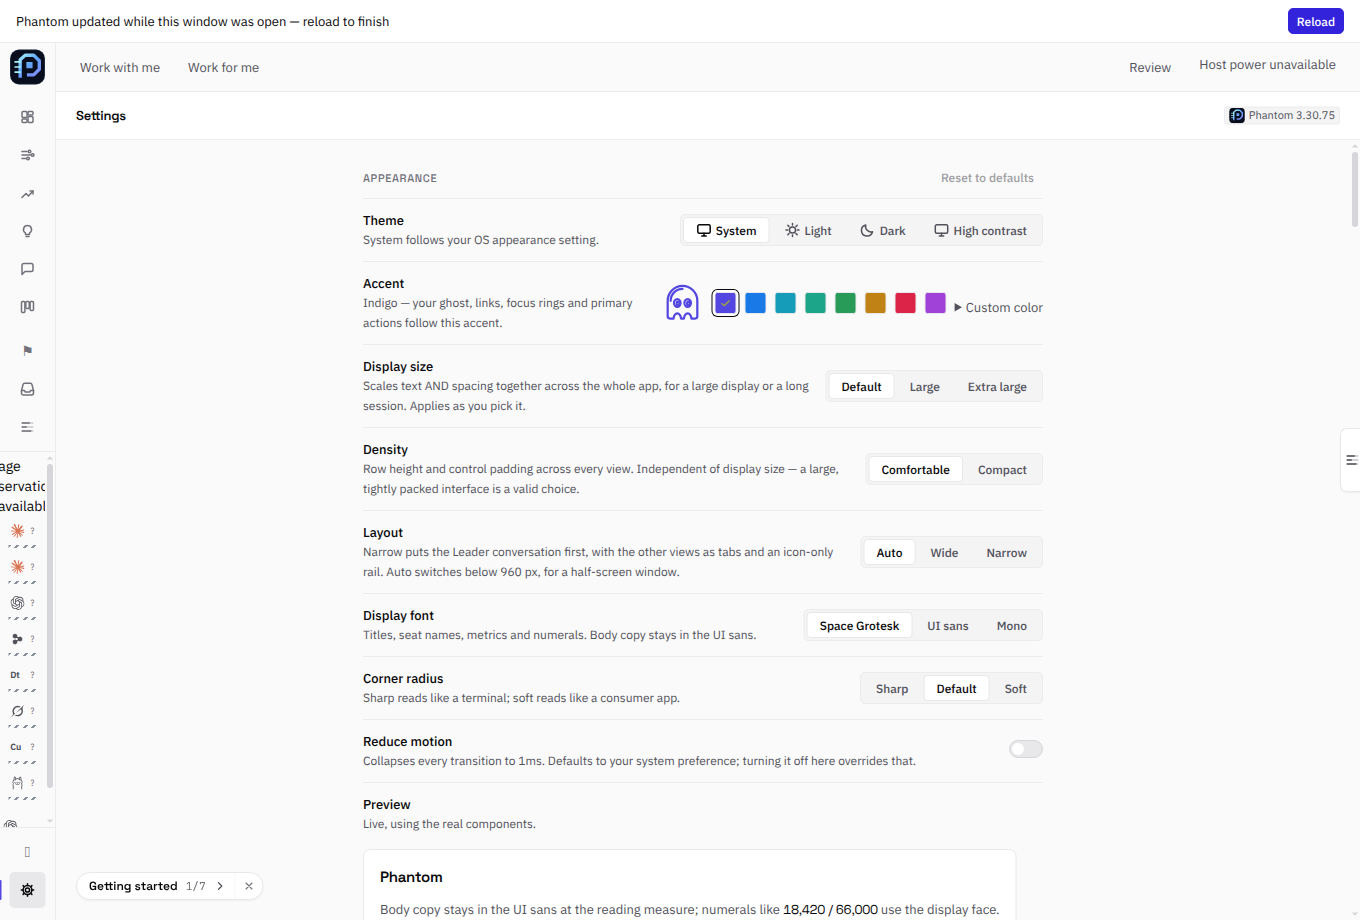 Phantom updated while this window was open — reload to finish
Reload
Work with me
Work for me
Review
Host power unavailable
Settings
Phantom 3.30.75
APPEARANCE
Reset to defaults
Theme
System follows your OS appearance setting.
System
Light
Dark
High contrast
Accent
Indigo — your ghost, links, focus rings and primary
actions follow this accent.
Custom color
Display size
Scales text AND spacing together across the whole app, for a large display or a long
session. Applies as you pick it.
Default
Large
Extra large
Density
Row height and control padding across every view. Independent of display size — a large,
tightly packed interface is a valid choice.
Comfortable
Compact
Layout
Narrow puts the Leader conversation first, with the other views as tabs and an icon-only
rail. Auto switches below 960 px, for a half-screen window.
Auto
Wide
Narrow
Display font
Titles, seat names, metrics and numerals. Body copy stays in the UI sans.
Space Grotesk
UI sans
Mono
Corner radius
Sharp reads like a terminal; soft reads like a consumer app.
Sharp
Default
Soft
Reduce motion
Collapses every transition to 1ms. Defaults to your system preference; turning it off here overrides that.
Preview
Live, using the real components.
Phantom
Body copy stays in the UI sans at the reading measure; numerals like 18,420 / 66,000 use the display face.
age
servatio
availabl
?
?
?
?
Dt ?
?
Cu ?
?
Getting started 1/7